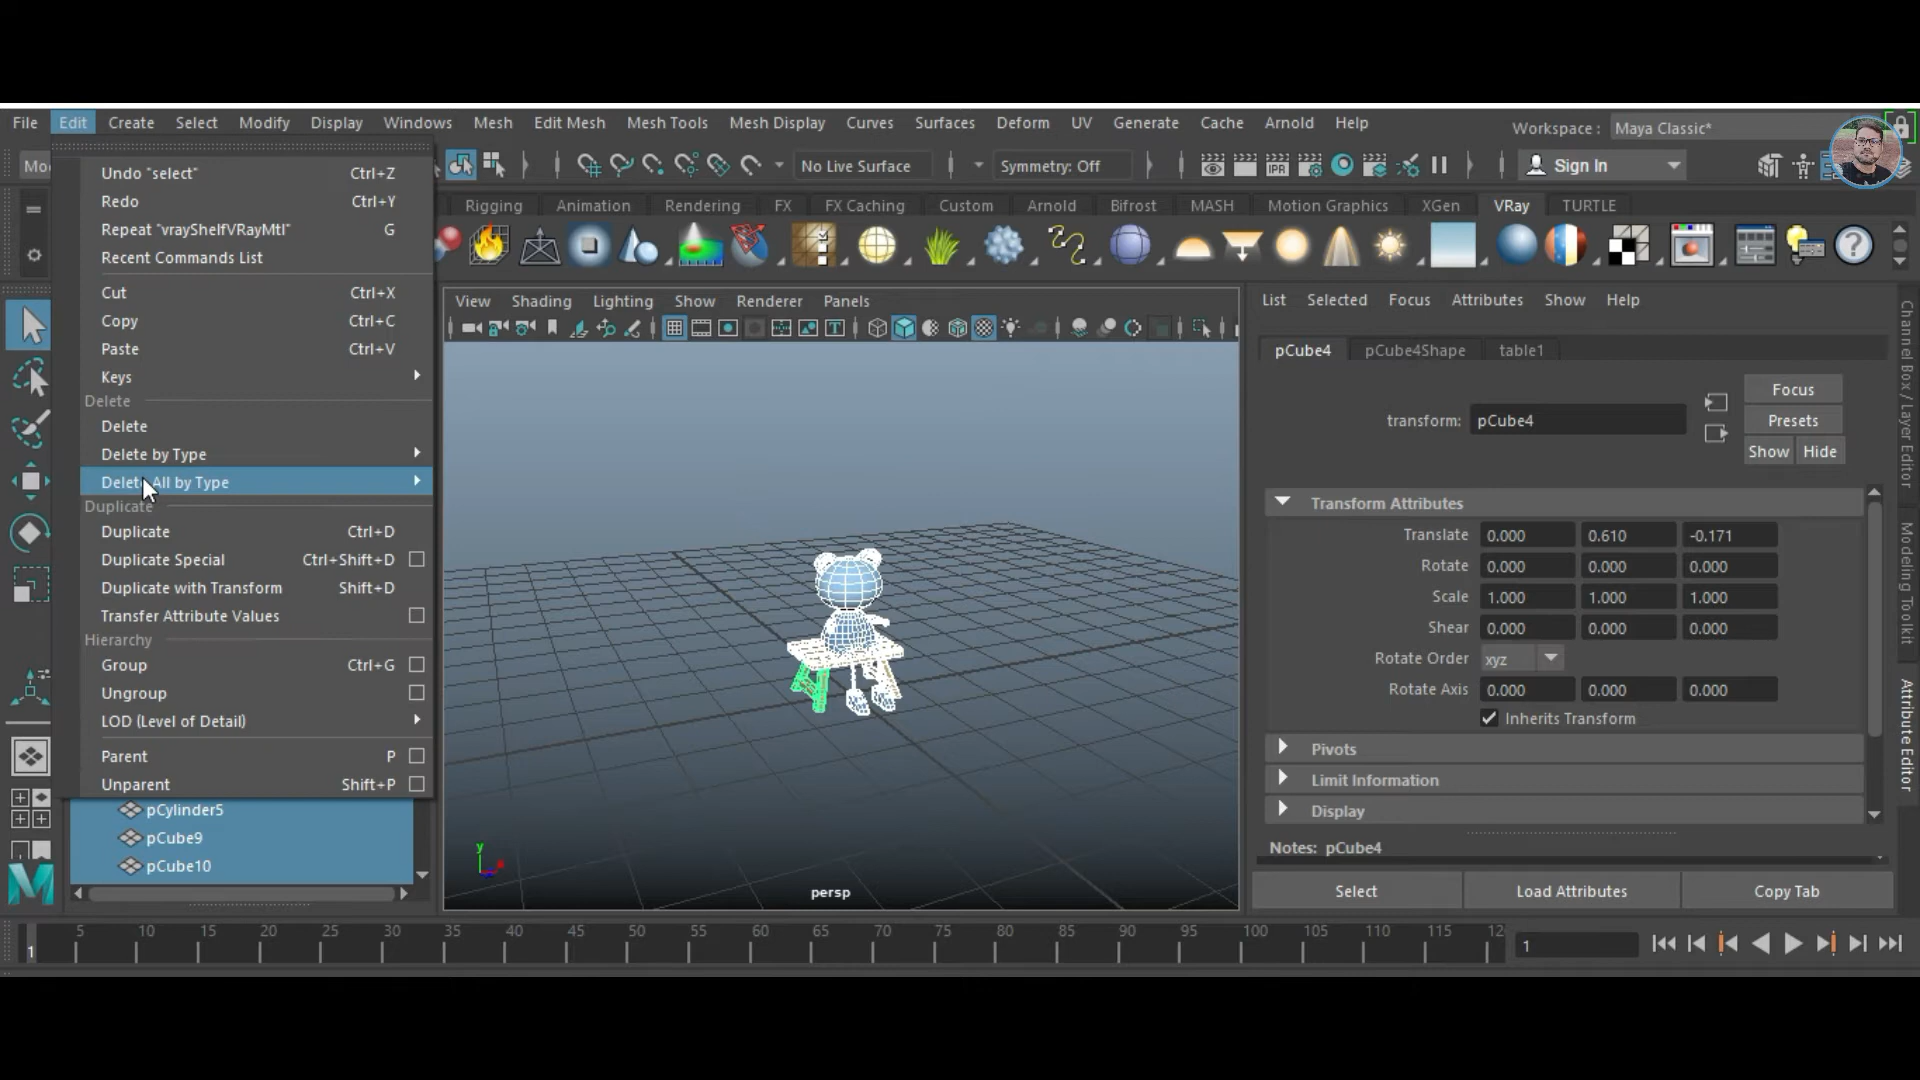 File Edit Create Select Modify Display Windows Mesh Edit Mesh Mesh Tools Mesh Display Curves Surfaces Deform UV Generate Cache Arnold Help
Workspace : Maya Classic*
No Live Surface Symmetry: Off IPR Sign In
Rigging Animation Rendering FX FX Caching Custom Arnold Bifrost MASH Motion Graphics XGen VRay TURTLE
Undo "select" Ctrl+Z
Redo Ctrl+Y
Repeat "vrayShelfVRayMtl" G
Recent Commands List
Cut Ctrl+X
Copy Ctrl+C
Paste Ctrl+V
Keys
Delete
Delete
Delete by Type
Delete All by Type
Duplicate
Duplicate Ctrl+D
Duplicate Special Ctrl+Shift+D
Duplicate with Transform Shift+D
Transfer Attribute Values
Hierarchy
Group Ctrl+G
Ungroup
LOD (Level of Detail)
Parent P
Unparent Shift+P
pCylinder5
pCube9
pCube10
View Shading Lighting Show Renderer Panels
y
persp
List Selected Focus Attributes Show Help
pCube4 pCube4Shape table1
transform: pCube4
Focus
Presets
Show Hide
Transform Attributes
Translate 0.000 0.610 -0.171
Rotate 0.000 0.000 0.000
Scale 1.000 1.000 1.000
Shear 0.000 0.000 0.000
Rotate Order xyz
Rotate Axis 0.000 0.000 0.000
Inherits Transform
Pivots
Limit Information
Display
Notes: pCube4
Select Load Attributes Copy Tab
Channel Box / Layer Editor
Modeling Toolkit
Attribute Editor
1 5 10 15 20 25 30 35 40 45 50 55 60 65 70 75 80 85 90 95 100 105 110 115 1